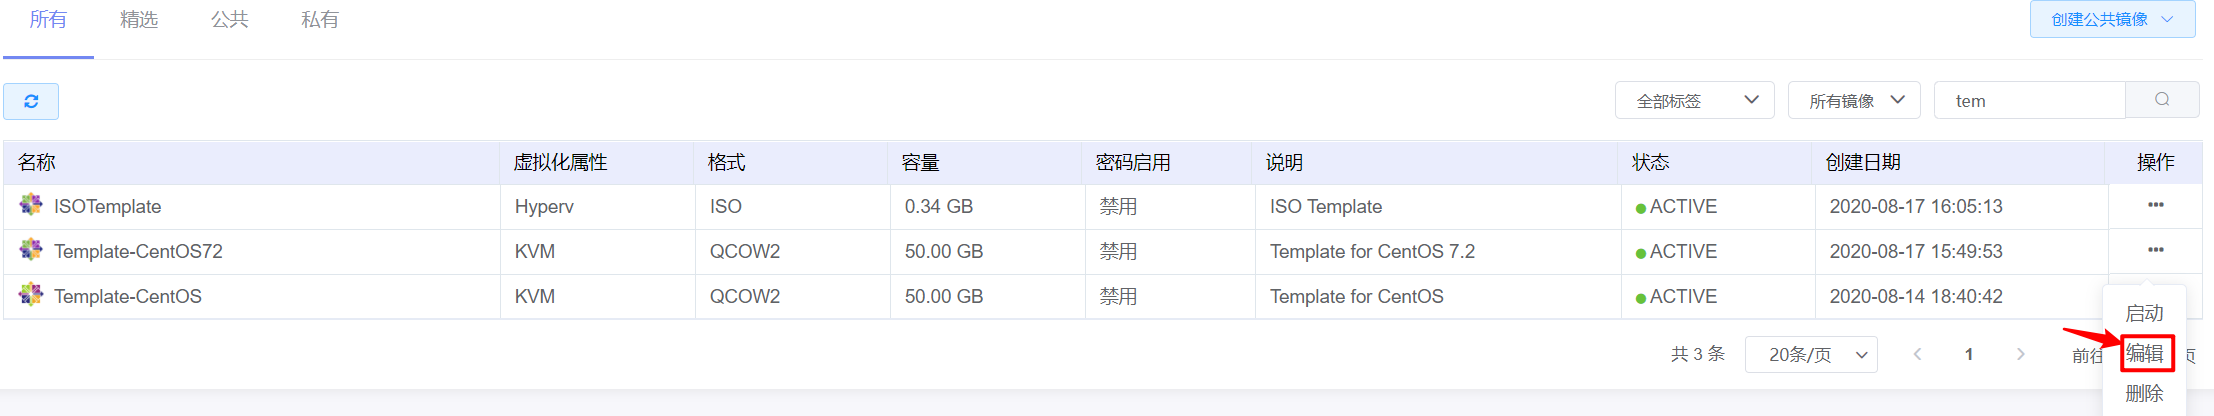 所有 精选 公共 私有 创建公共镜像
全部标签 所有镜像 tem
名称 虚拟化属性 格式 容量 密码启用 说明 状态 创建日期 操作
ISOTemplate Hyperv ISO 0.34 GB 禁用 ISO Template ACTIVE 2020-08-17 16:05:13 •••
Template-CentOS72 KVM QCOW2 50.00 GB 禁用 Template for CentOS 7.2 ACTIVE 2020-08-17 15:49:53 •••
Template-CentOS KVM QCOW2 50.00 GB 禁用 Template for CentOS ACTIVE 2020-08-14 18:40:42
启动
共 3 条 20条/页 1 前往 编辑 页
删除